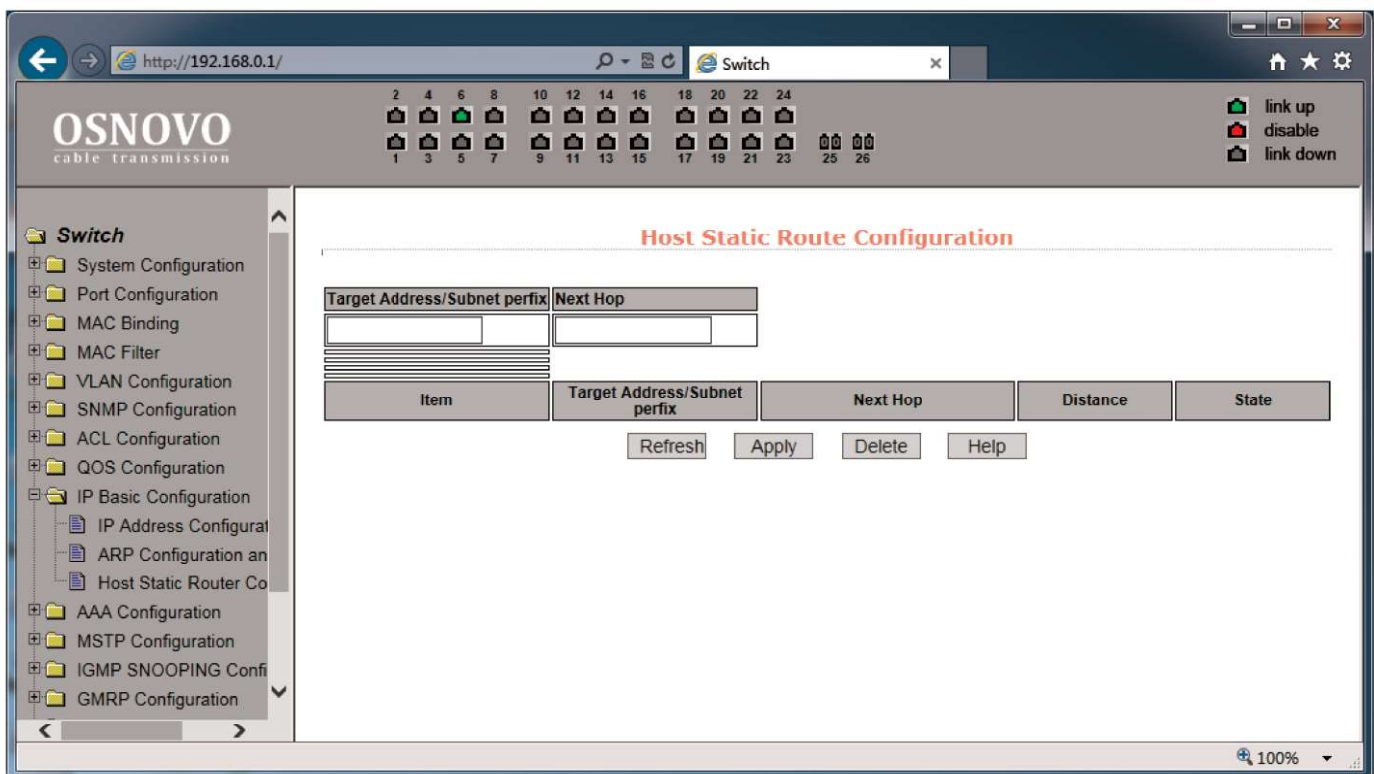 http://192.168.0.1/
Switch
OSNOVO
cable transmission
2 4 6 8 10 12 14 16 18 20 22 24
1 3 5 7 9 11 13 15 17 19 21 23 25 26
link up
disable
link down
Switch
System Configuration
Port Configuration
MAC Binding
MAC Filter
VLAN Configuration
SNMP Configuration
ACL Configuration
QOS Configuration
IP Basic Configuration
IP Address Configurat
ARP Configuration an
Host Static Router Co
AAA Configuration
MSTP Configuration
IGMP SNOOPING Confi
GMRP Configuration
Host Static Route Configuration
Target Address/Subnet perfix Next Hop
Item Target Address/Subnet perfix Next Hop Distance State
Refresh Apply Delete Help
100%